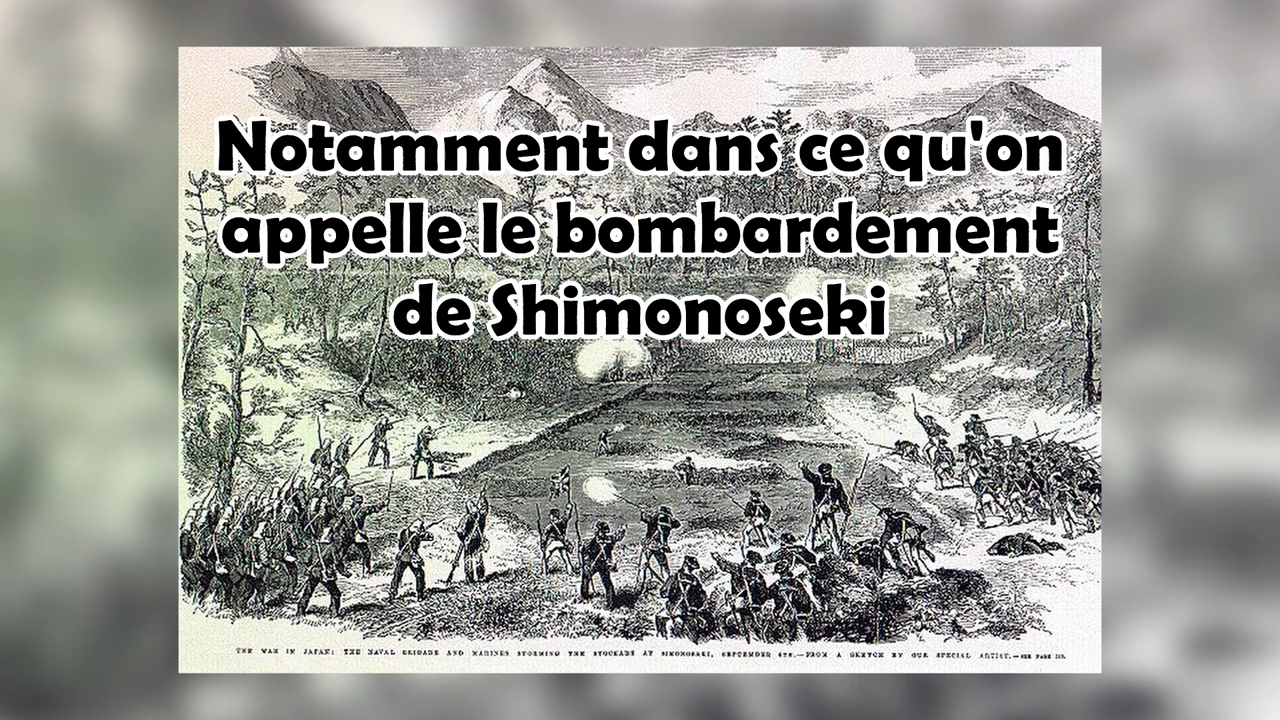 Notamment dans ce qu'on
appelle le bombardement
de Shimonoseki
THE WAR IN JAPAN: THE NAVAL BRIGADE AND MARINES STORMING THE STOCKADE AT SIMONOSAKI, SEPTEMBER 6TH.—FROM A SKETCH BY OUR SPECIAL ARTIST.—SEE PAGE